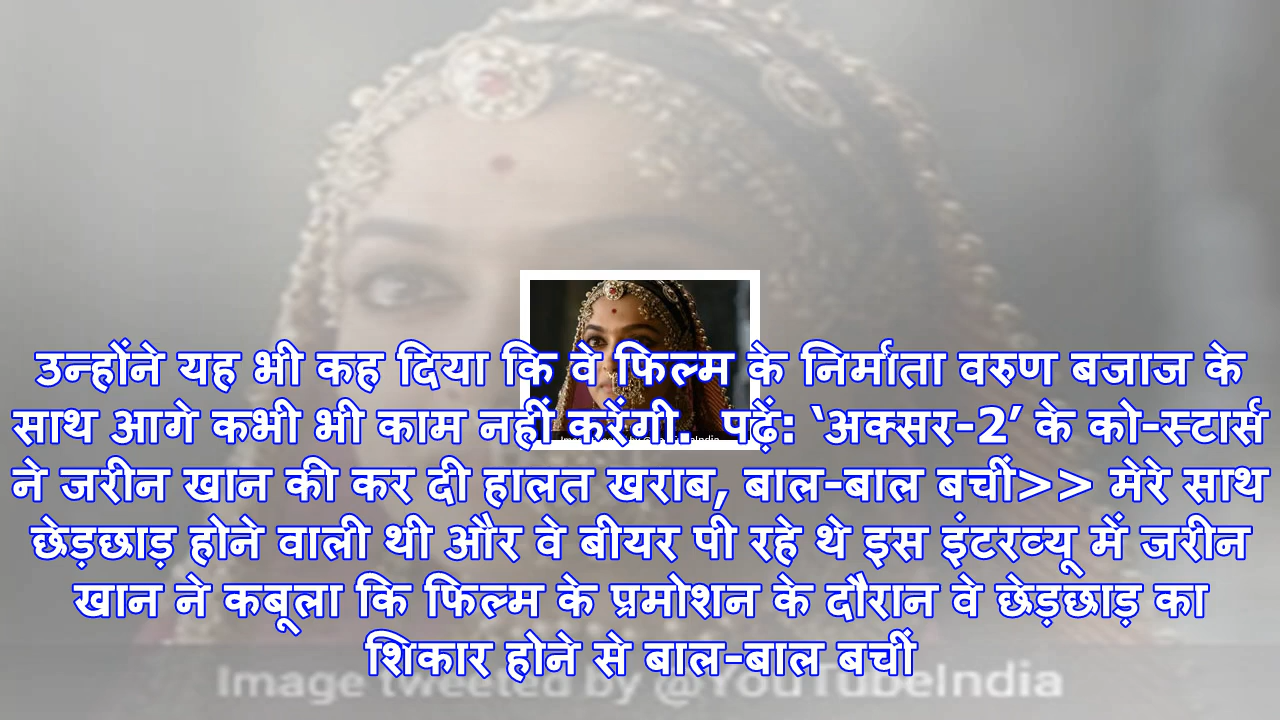 उन्होंने यह भी कह दिया कि वे फिल्म के निर्माता वरुण बजाज के
साथ आगे कभी भी काम नहीं करेंगी.. पढ़ें: ‘अक्सर-2’ के को-स्टार्स
ने जरीन खान की कर दी हालत खराब, बाल-बाल बचीं>> मेरे साथ
छेड़छाड़ होने वाली थी और वे बीयर पी रहे थे इस इंटरव्यू में जरीन
खान ने कबूला कि फिल्म के प्रमोशन के दौरान वे छेड़छाड़ का
शिकार होने से बाल-बाल बचीं
Image tweeted by @YouTubeIndia